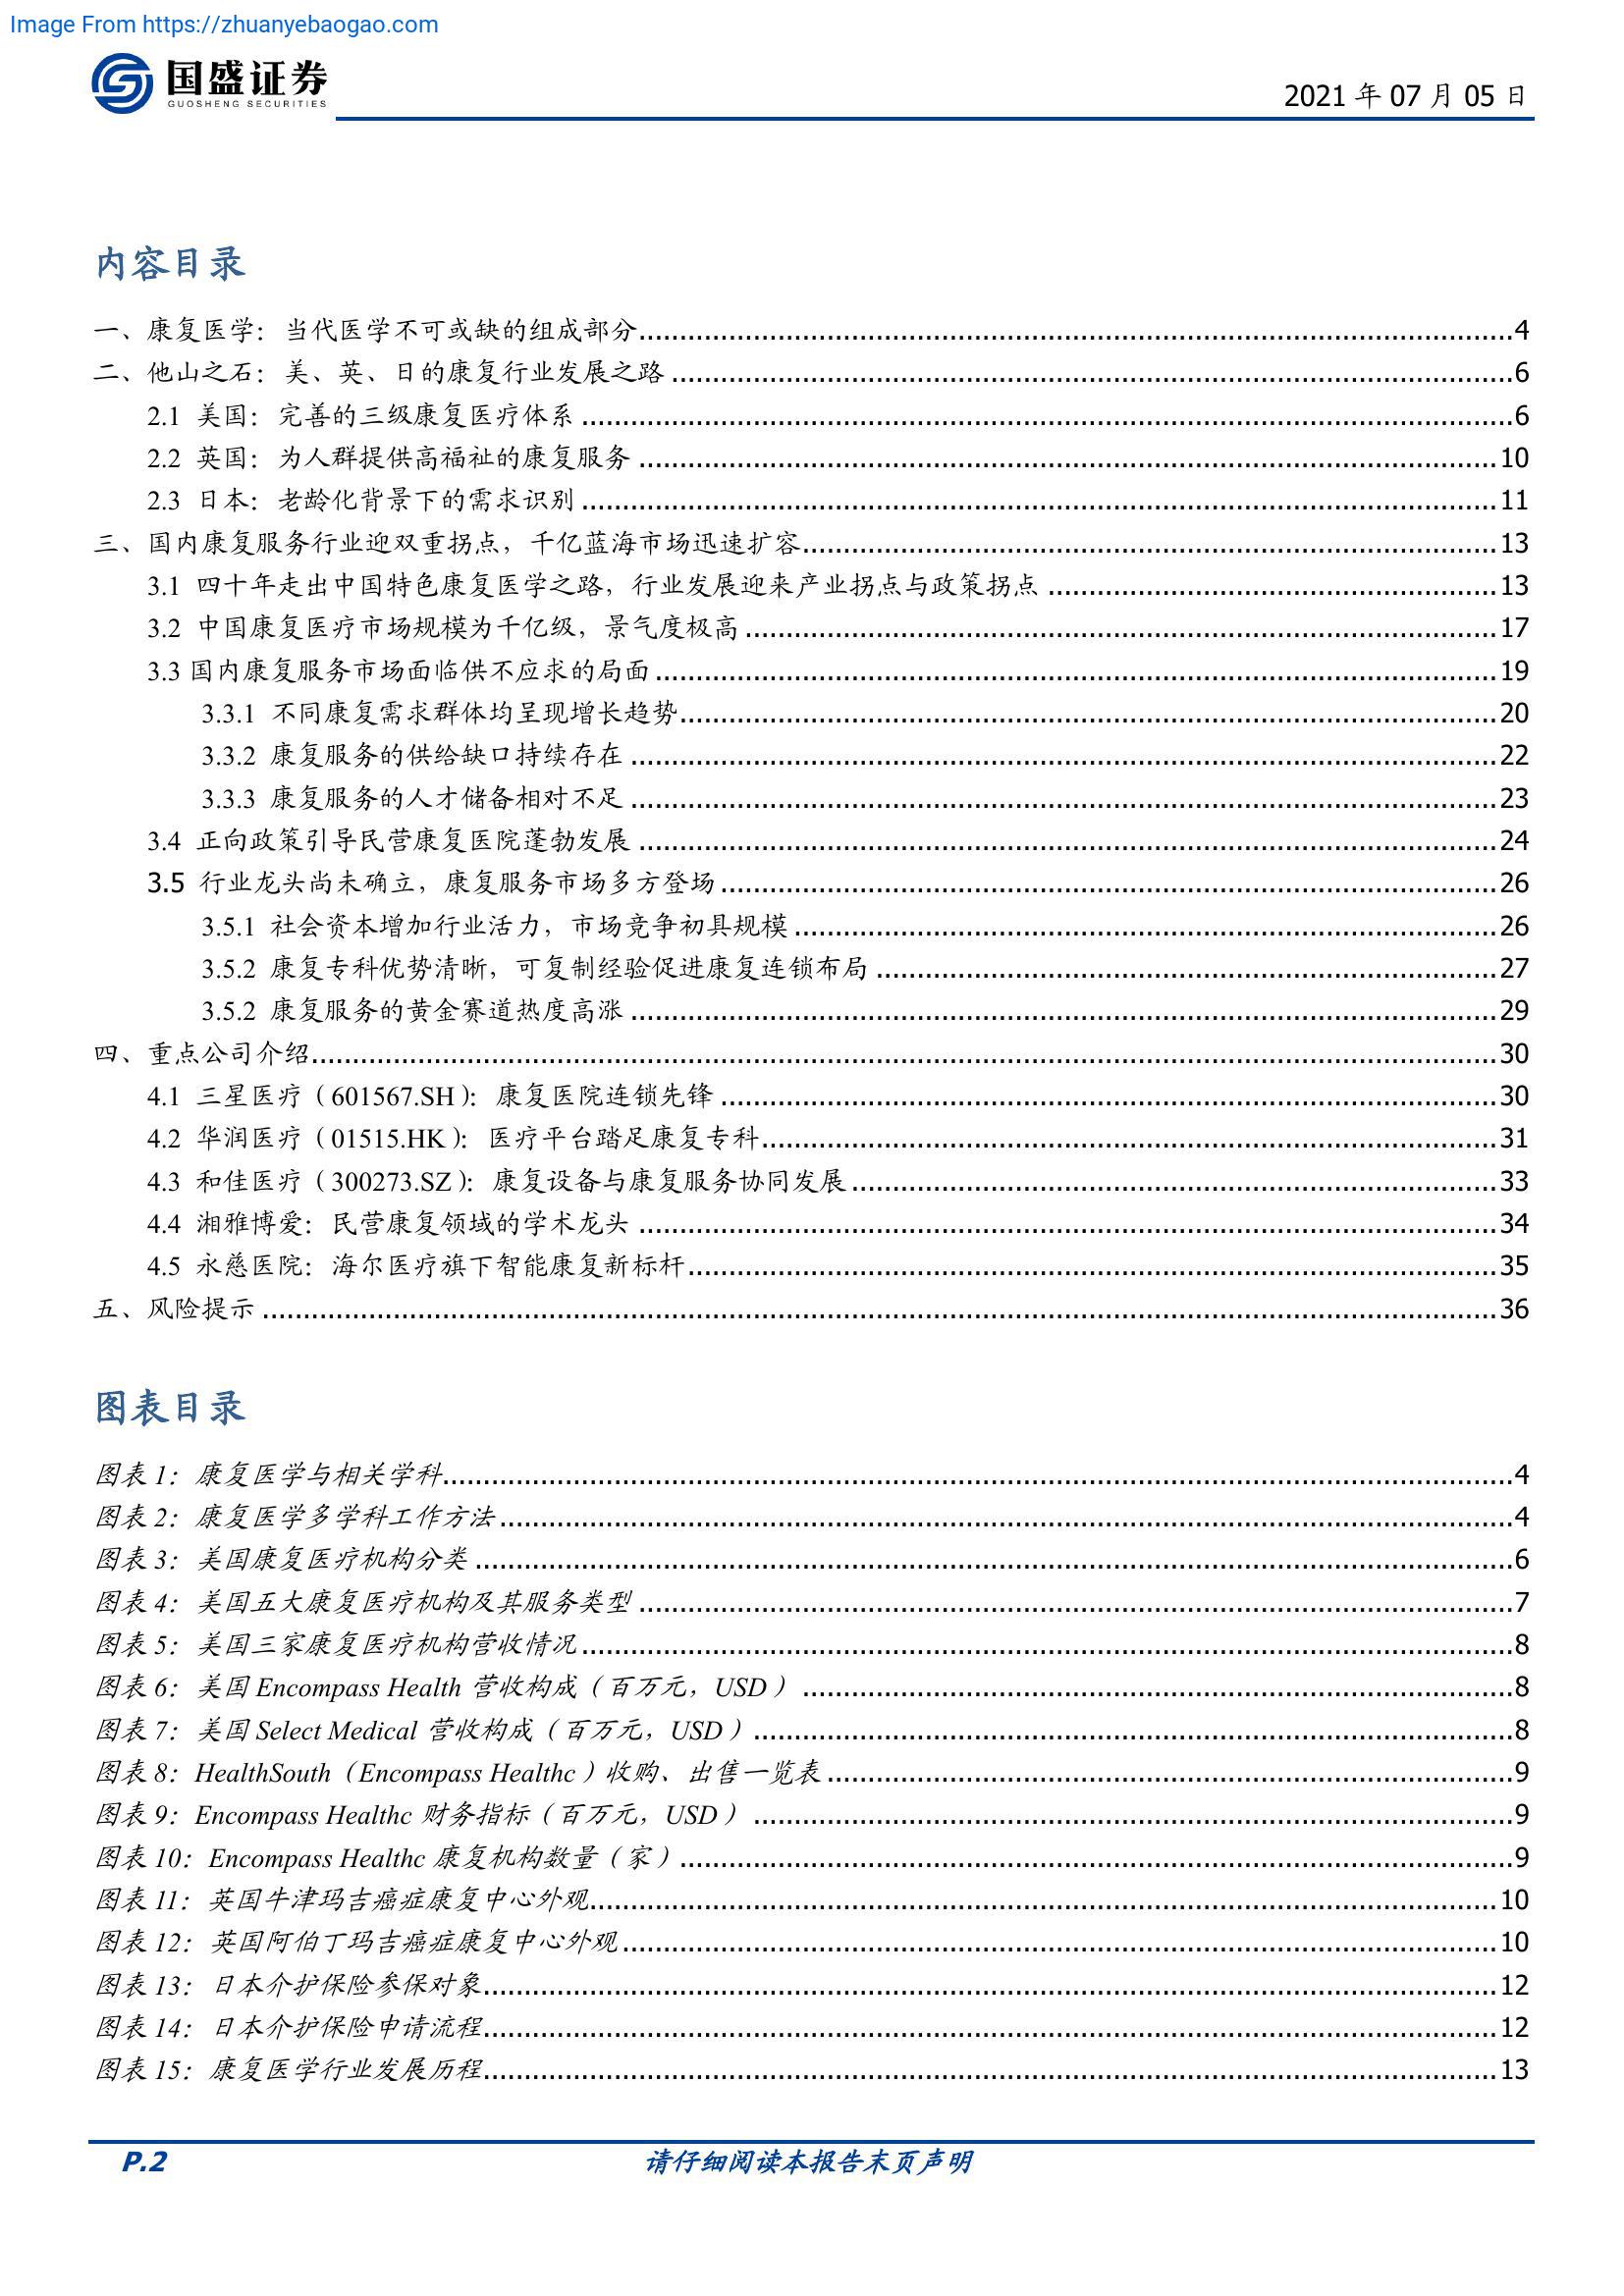 Image From https://zhuanyebaogao.com
国盛证券
GUOSHENG SECURITIES
2021 年 07 月 05 日
内容目录
一、康复医学：当代医学不可或缺的组成部分....................4
二、他山之石：美、英、日的康复行业发展之路....................6
2.1 美国：完善的三级康复医疗体系....................6
2.2 英国：为人群提供高福祉的康复服务....................10
2.3 日本：老龄化背景下的需求识别....................11
三、国内康复服务行业迎双重拐点，千亿蓝海市场迅速扩容....................13
3.1 四十年走出中国特色康复医学之路，行业发展迎来产业拐点与政策拐点....................13
3.2 中国康复医疗市场规模为千亿级，景气度极高....................17
3.3 国内康复服务市场面临供不应求的局面....................19
3.3.1 不同康复需求群体均呈现增长趋势....................20
3.3.2 康复服务的供给缺口持续存在....................22
3.3.3 康复服务的人才储备相对不足....................23
3.4 正向政策引导民营康复医院蓬勃发展....................24
3.5 行业龙头尚未确立，康复服务市场多方登场....................26
3.5.1 社会资本增加行业活力，市场竞争初具规模....................26
3.5.2 康复专科优势清晰，可复制经验促进康复连锁布局....................27
3.5.2 康复服务的黄金赛道热度高涨....................29
四、重点公司介绍....................30
4.1 三星医疗（601567.SH）：康复医院连锁先锋....................30
4.2 华润医疗（01515.HK）：医疗平台踏足康复专科....................31
4.3 和佳医疗（300273.SZ）：康复设备与康复服务协同发展....................33
4.4 湘雅博爱：民营康复领域的学术龙头....................34
4.5 永慈医院：海尔医疗旗下智能康复新标杆....................35
五、风险提示....................36
图表目录
图表 1：康复医学与相关学科....................4
图表 2：康复医学多学科工作方法....................4
图表 3：美国康复医疗机构分类....................6
图表 4：美国五大康复医疗机构及其服务类型....................7
图表 5：美国三家康复医疗机构营收情况....................8
图表 6：美国 Encompass Health 营收构成（百万元，USD）....................8
图表 7：美国 Select Medical 营收构成（百万元，USD）....................8
图表 8：HealthSouth（Encompass Healthc）收购、出售一览表....................9
图表 9：Encompass Healthc 财务指标（百万元，USD）....................9
图表 10：Encompass Healthc 康复机构数量（家）....................9
图表 11：英国牛津玛吉癌症康复中心外观....................10
图表 12：英国阿伯丁玛吉癌症康复中心外观....................10
图表 13：日本介护保险参保对象....................12
图表 14：日本介护保险申请流程....................12
图表 15：康复医学行业发展历程....................13
P.2
请仔细阅读本报告末页声明